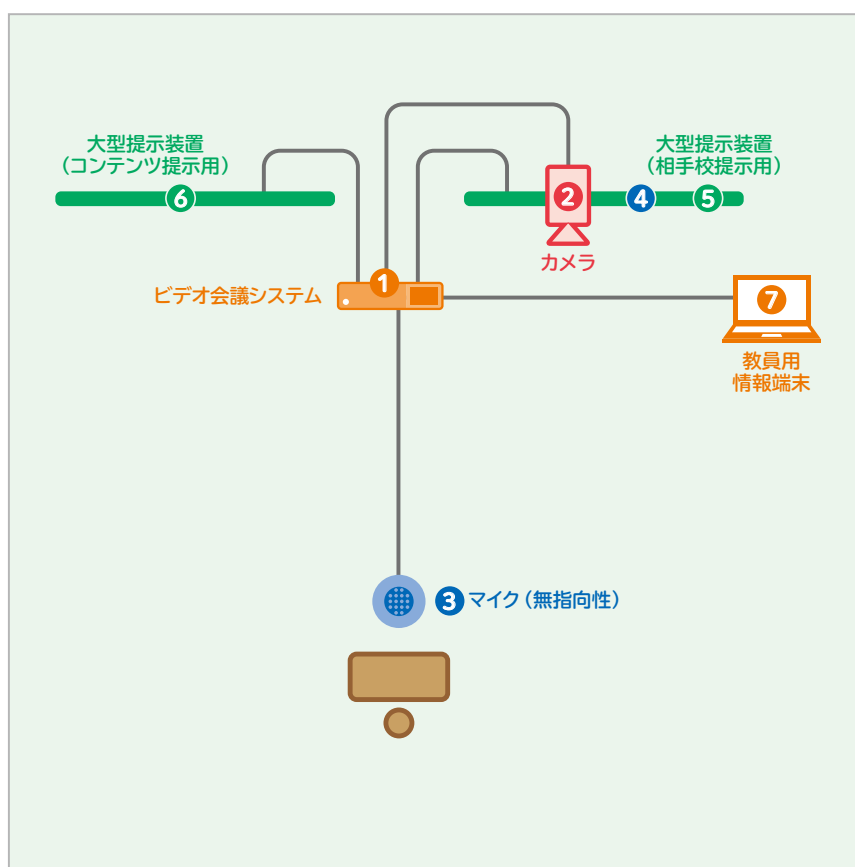 大型提示装置
（コンテンツ提示用）
6
大型提示装置
（相手校提示用）
2
4
5
カメラ
ビデオ会議システム
1
7
教員用
情報端末
3 マイク（無指向性）